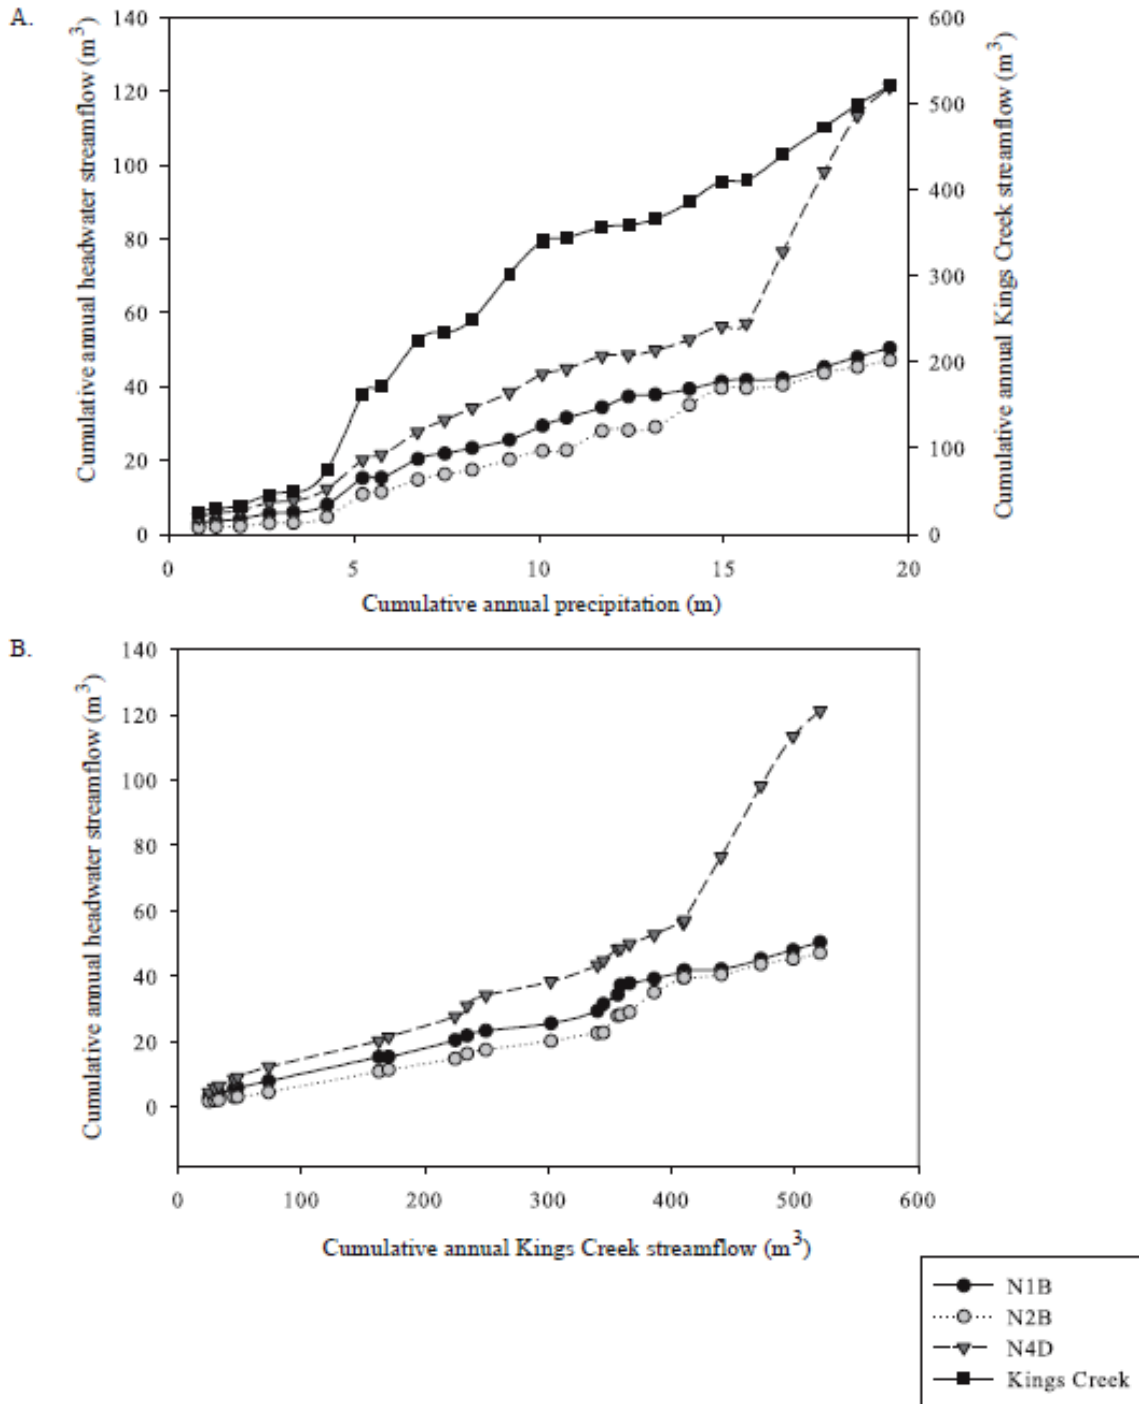 A.
Cumulative annual headwater streamflow (m³)
140
120
100
80
60
40
20
0
600
500
400
300
200
100
0
Cumulative annual Kings Creek streamflow (m³)
0 5 10 15 20
Cumulative annual precipitation (m)
B.
Cumulative annual headwater streamflow (m³)
140
120
100
80
60
40
20
0
0 100 200 300 400 500 600
Cumulative annual Kings Creek streamflow (m³)
N1B
N2B
N4D
Kings Creek